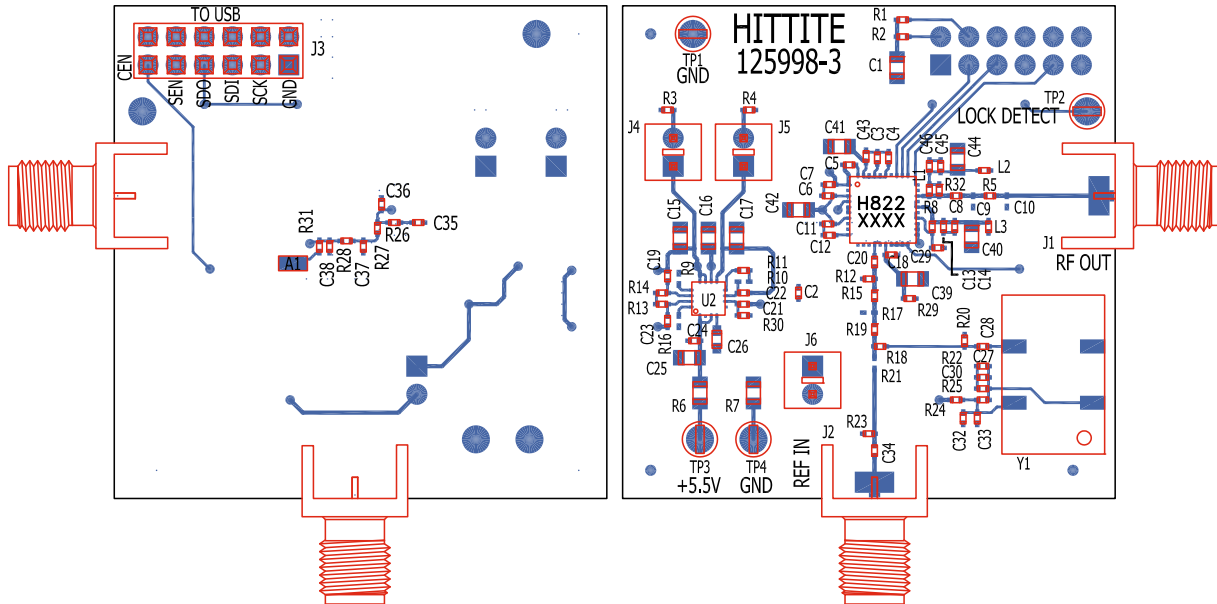 TO USB
J3
CEN
SEN
SDO
SDI
SCK
GND
C36
R31
R26
C35
A1
C38
R28
C37
R27
HITTITE
125998-3
TP1
GND
R1
R2
C1
TP2
LOCK DETECT
R3
R4
J4
J5
C41
C43
C3
C4
C46
C45
C44
C5
C7
C6
L1
L2
R32
R5
C42
H822
XXXX
R8
C8
C9
C10
C15
C16
C17
C11
C12
L3
C40
J1
RF OUT
C19
R9
R11
R10
C20
C18
C29
C13
C14
R14
R13
U2
C22
C21
R30
C2
R12
R15
C39
R29
R17
C23
R16
C24
C26
C25
J6
R19
R18
R20
C28
R22
C27
C30
R25
R21
R24
R6
R7
R23
C34
C32
C33
J2
Y1
TP3
+5.5V
TP4
GND
REF IN